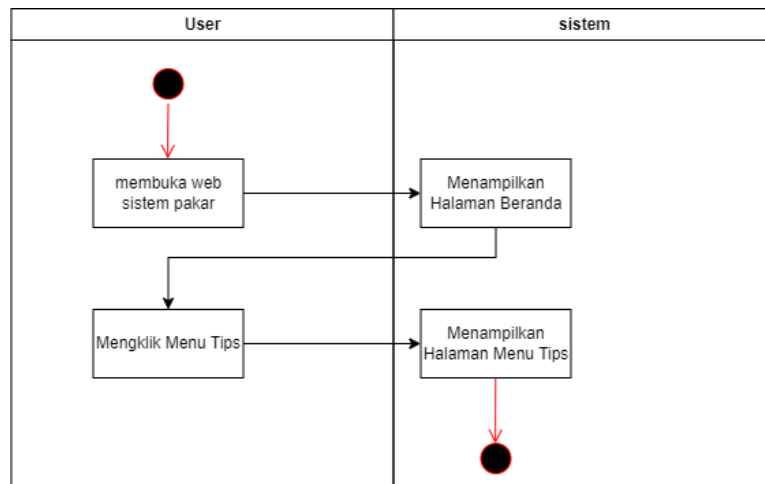 User
sistem
membuka web
sistem pakar
Menampilkan
Halaman Beranda
Mengklik Menu Tips
Menampilkan
Halaman Menu Tips